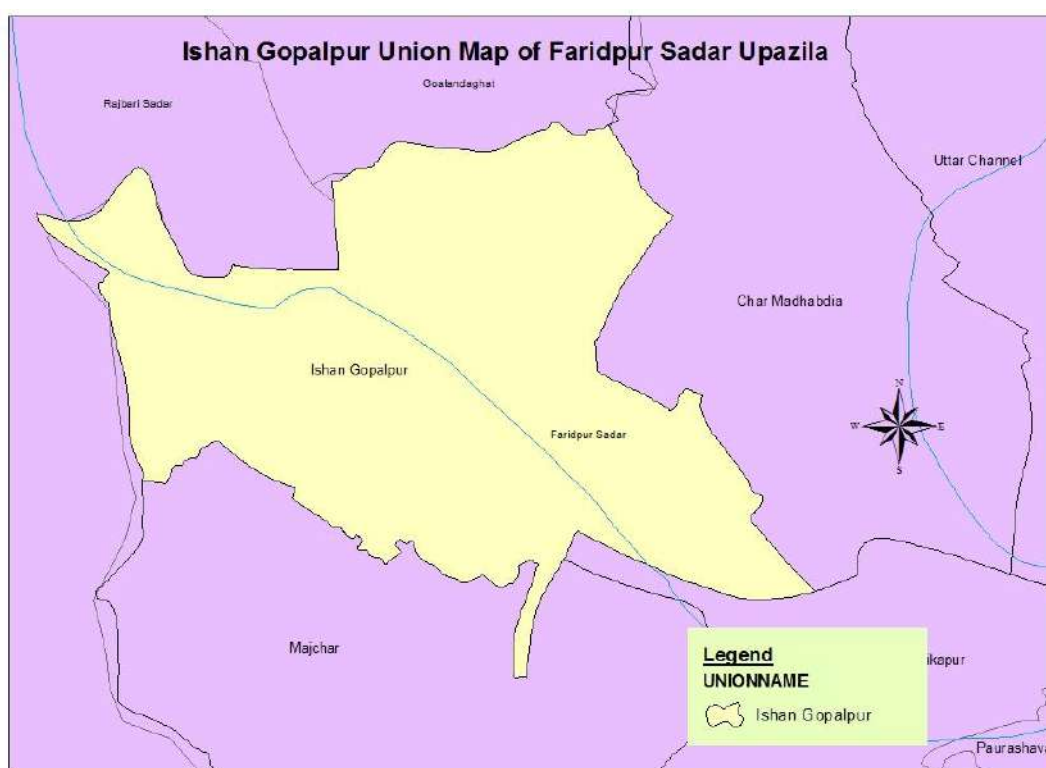 Ishan Gopalpur Union Map of Faridpur Sadar Upazila
Goalandaghat
Rajbari Sadar
Uttar Channel
Char Madhabdia
Ishan Gopalpur
N
W E
S
Faridpur Sadar
Majchar
Legend
ikapur
UNIONNAME
Ishan Gopalpur
Paurashava